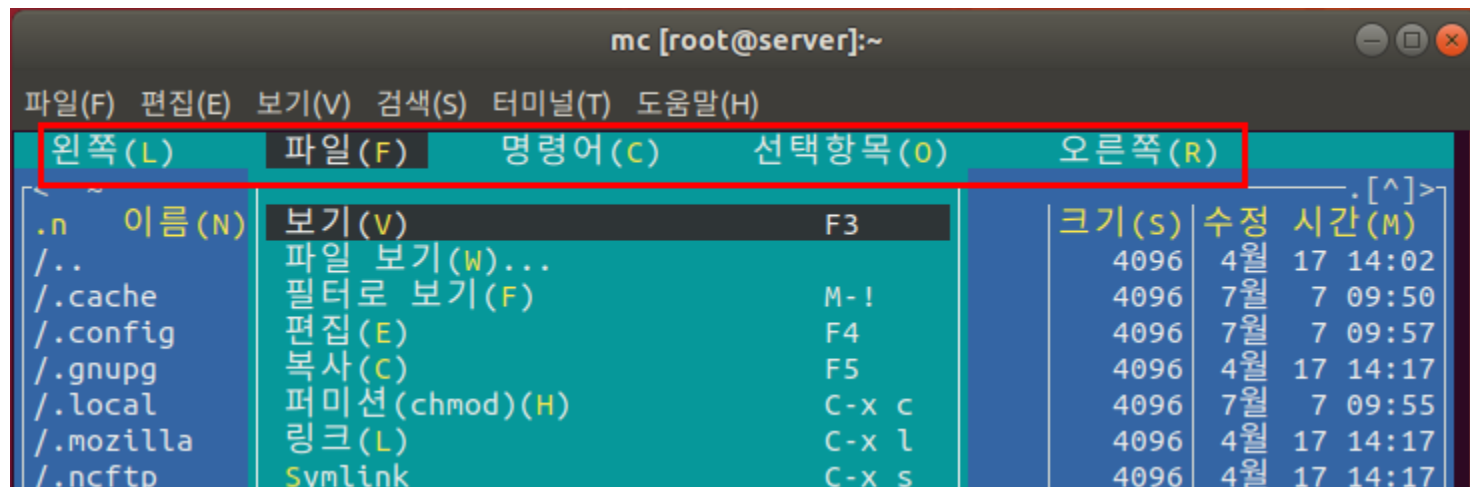 mc [root@server]:~
파일(F) 편집(E) 보기(V) 검색(S) 터미널(T) 도움말(H)
왼쪽(L) 파일(F) 명령어(C) 선택항목(O) 오른쪽(R)
< ~ .[^]>
.n 이름(N) 보기(V) F3 크기(S) 수정 시간(M)
/.. 파일 보기(W)... 4096 4월 17 14:02
/.cache 필터로 보기(F) M-! 4096 7월 7 09:50
/.config 편집(E) F4 4096 7월 7 09:57
/.gnupg 복사(C) F5 4096 4월 17 14:17
/.local 퍼미션(chmod)(H) C-x c 4096 7월 7 09:55
/.mozilla 링크(L) C-x l 4096 4월 17 14:17
/.ncftp Symlink C-x s 4096 4월 17 14:17